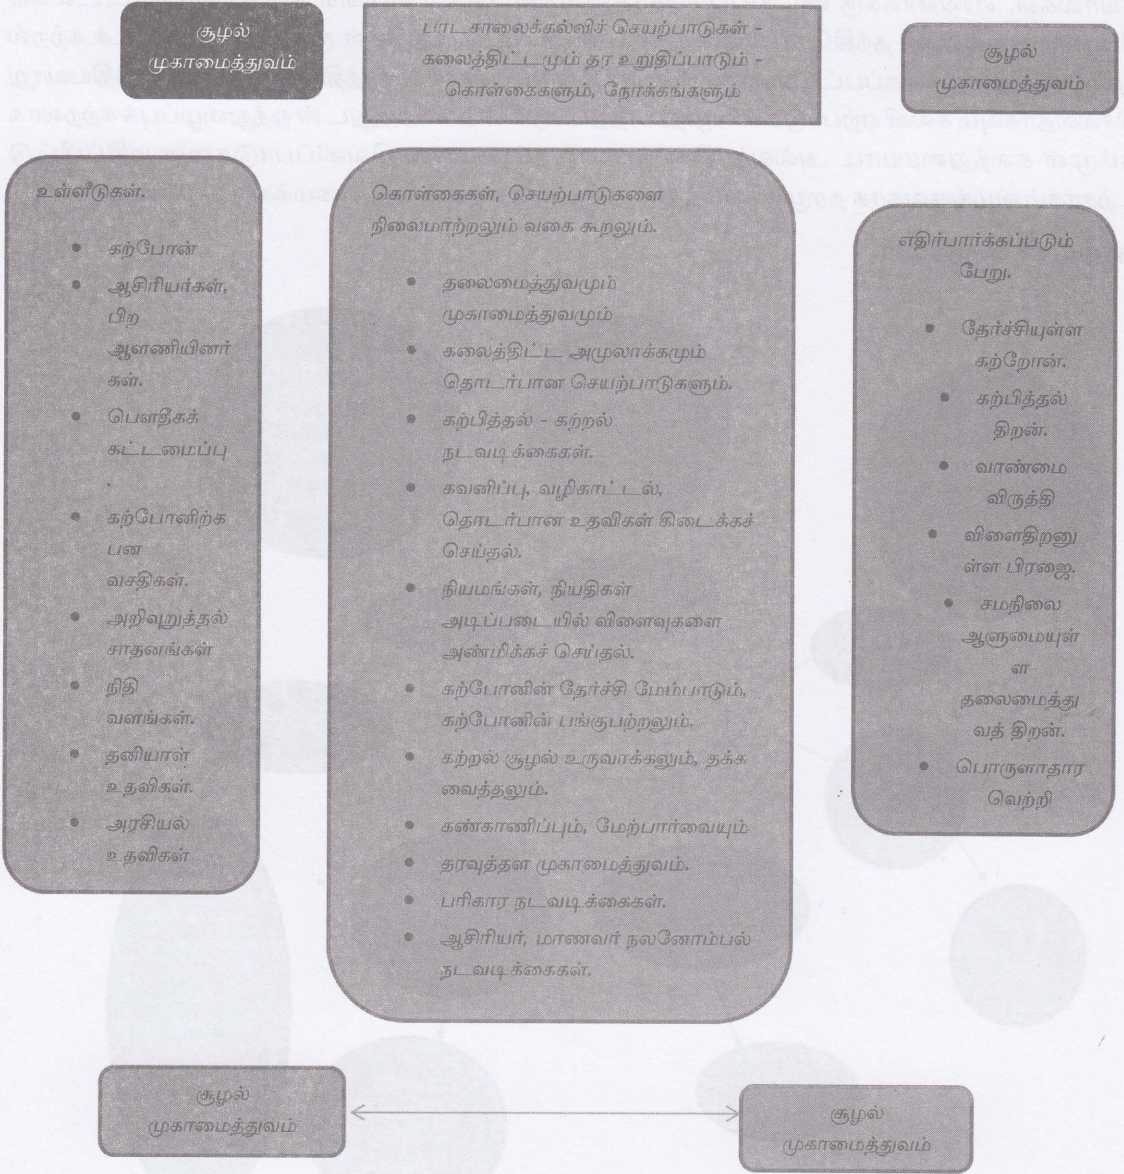 சூழல்
முகாமைத்துவம்
பாடசாலைக்கல்விச் செயற்பாடுகள் -
கலைத்திட்டமும் தர உறுதிப்பாடும் -
கொள்கைகளும், நோக்கங்களும்
சூழல்
முகாமைத்துவம்
உள்ளீடுகள்.
• கற்போன்
• ஆசிரியர்கள்,
பிற
ஆளணியினர்
கள்.
• பௌதீகக்
கட்டமைப்பு
.
• கற்போனிற்க
பன
வசதிகள்.
• அறிவுறுத்தல்
சாதனங்கள்
• நிதி
வளங்கள்.
• தனியாள்
உதவிகள்.
• அரசியல்
உதவிகள்
கொள்கைகள், செயற்பாடுகளை
நிலைமாற்றலும் வகை கூறலும்.
• தலைமைத்துவமும்
முகாமைத்துவமும்
• கலைத்திட்ட அமுலாக்கமும்
தொடர்பான செயற்பாடுகளும்.
• கற்பித்தல் - கற்றல்
நடவடிக்கைகள்.
• கவனிப்பு, வழிகாட்டல்,
தொடர்பான உதவிகள் கிடைக்கச்
செய்தல்.
• நியமங்கள், நியதிகள்
அடிப்படையில் விளைவுகளை
அண்மிக்கச் செய்தல்.
• கற்போனின் தேர்ச்சி மேம்பாடும்,
கற்போனின் பங்குபற்றலும்.
• கற்றல் சூழல் உருவாக்கலும், தக்க
வைத்தலும்.
• கண்காணிப்பும், மேற்பார்வையும்
• தரவுத்தள முகாமைத்துவம்.
• பரிகார நடவடிக்கைகள்.
• ஆசிரியர், மாணவர் நலனோம்பல்
நடவடிக்கைகள்.
எதிர்பார்க்கப்படும்
பேறு.
• தேர்ச்சியுள்ள
கற்றோன்.
• கற்பித்தல்
திறன்.
• வாண்மை
விருத்தி
• விளைதிறனு
ள்ள பிரஜை.
• சமநிலை
ஆளுமையுள்
ள
தலைமைத்து
வத் திறன்.
• பொருளாதார
வெற்றி
சூழல்
முகாமைத்துவம்
சூழல்
முகாமைத்துவம்